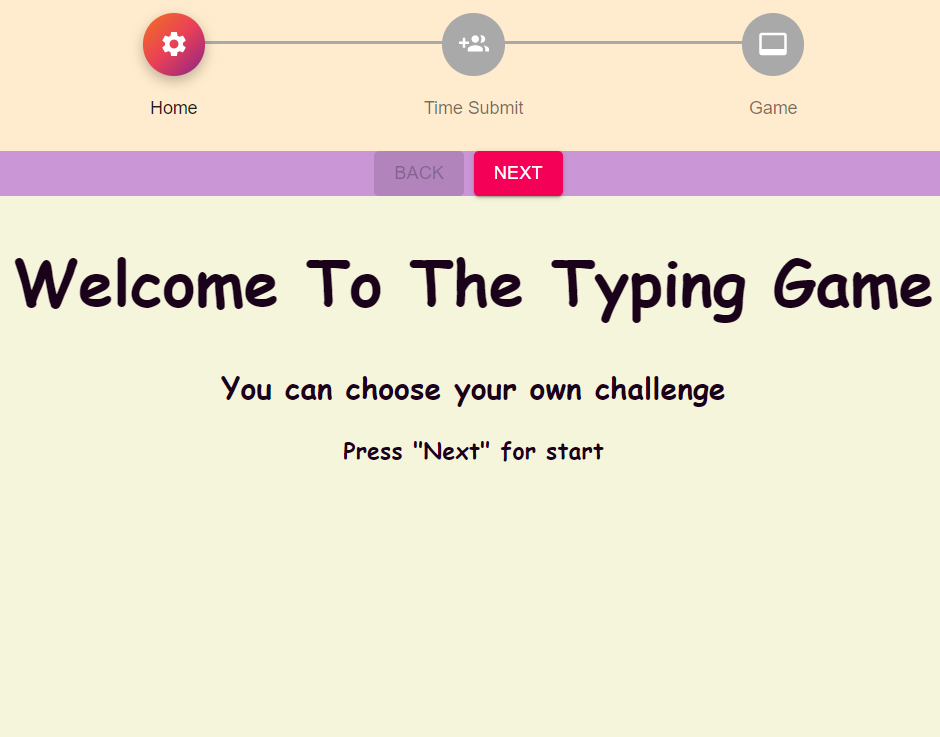 Home Time Submit Game
BACK NEXT
Welcome To The Typing Game
You can choose your own challenge
Press "Next" for start